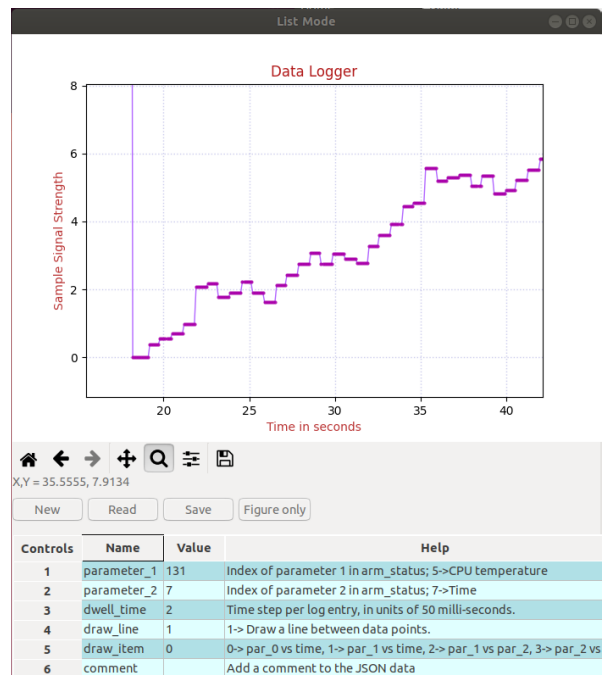 List Mode
Data Logger
Sample Signal Strength
8
6
4
2
0
20 25 30 35 40
Time in seconds
X,Y = 35.5555, 7.9134
New Read Save Figure only
Controls Name Value Help
1 parameter_1 131 Index of parameter 1 in arm_status; 5->CPU temperature
2 parameter_2 7 Index of parameter 2 in arm_status; 7->Time
3 dwell_time 2 Time step per log entry, in units of 50 milli-seconds.
4 draw_line 1 1-> Draw a line between data points.
5 draw_item 0 0-> par_0 vs time, 1-> par_1 vs time, 2-> par_1 vs par_2, 3-> par_2 vs
6 comment Add a comment to the JSON data